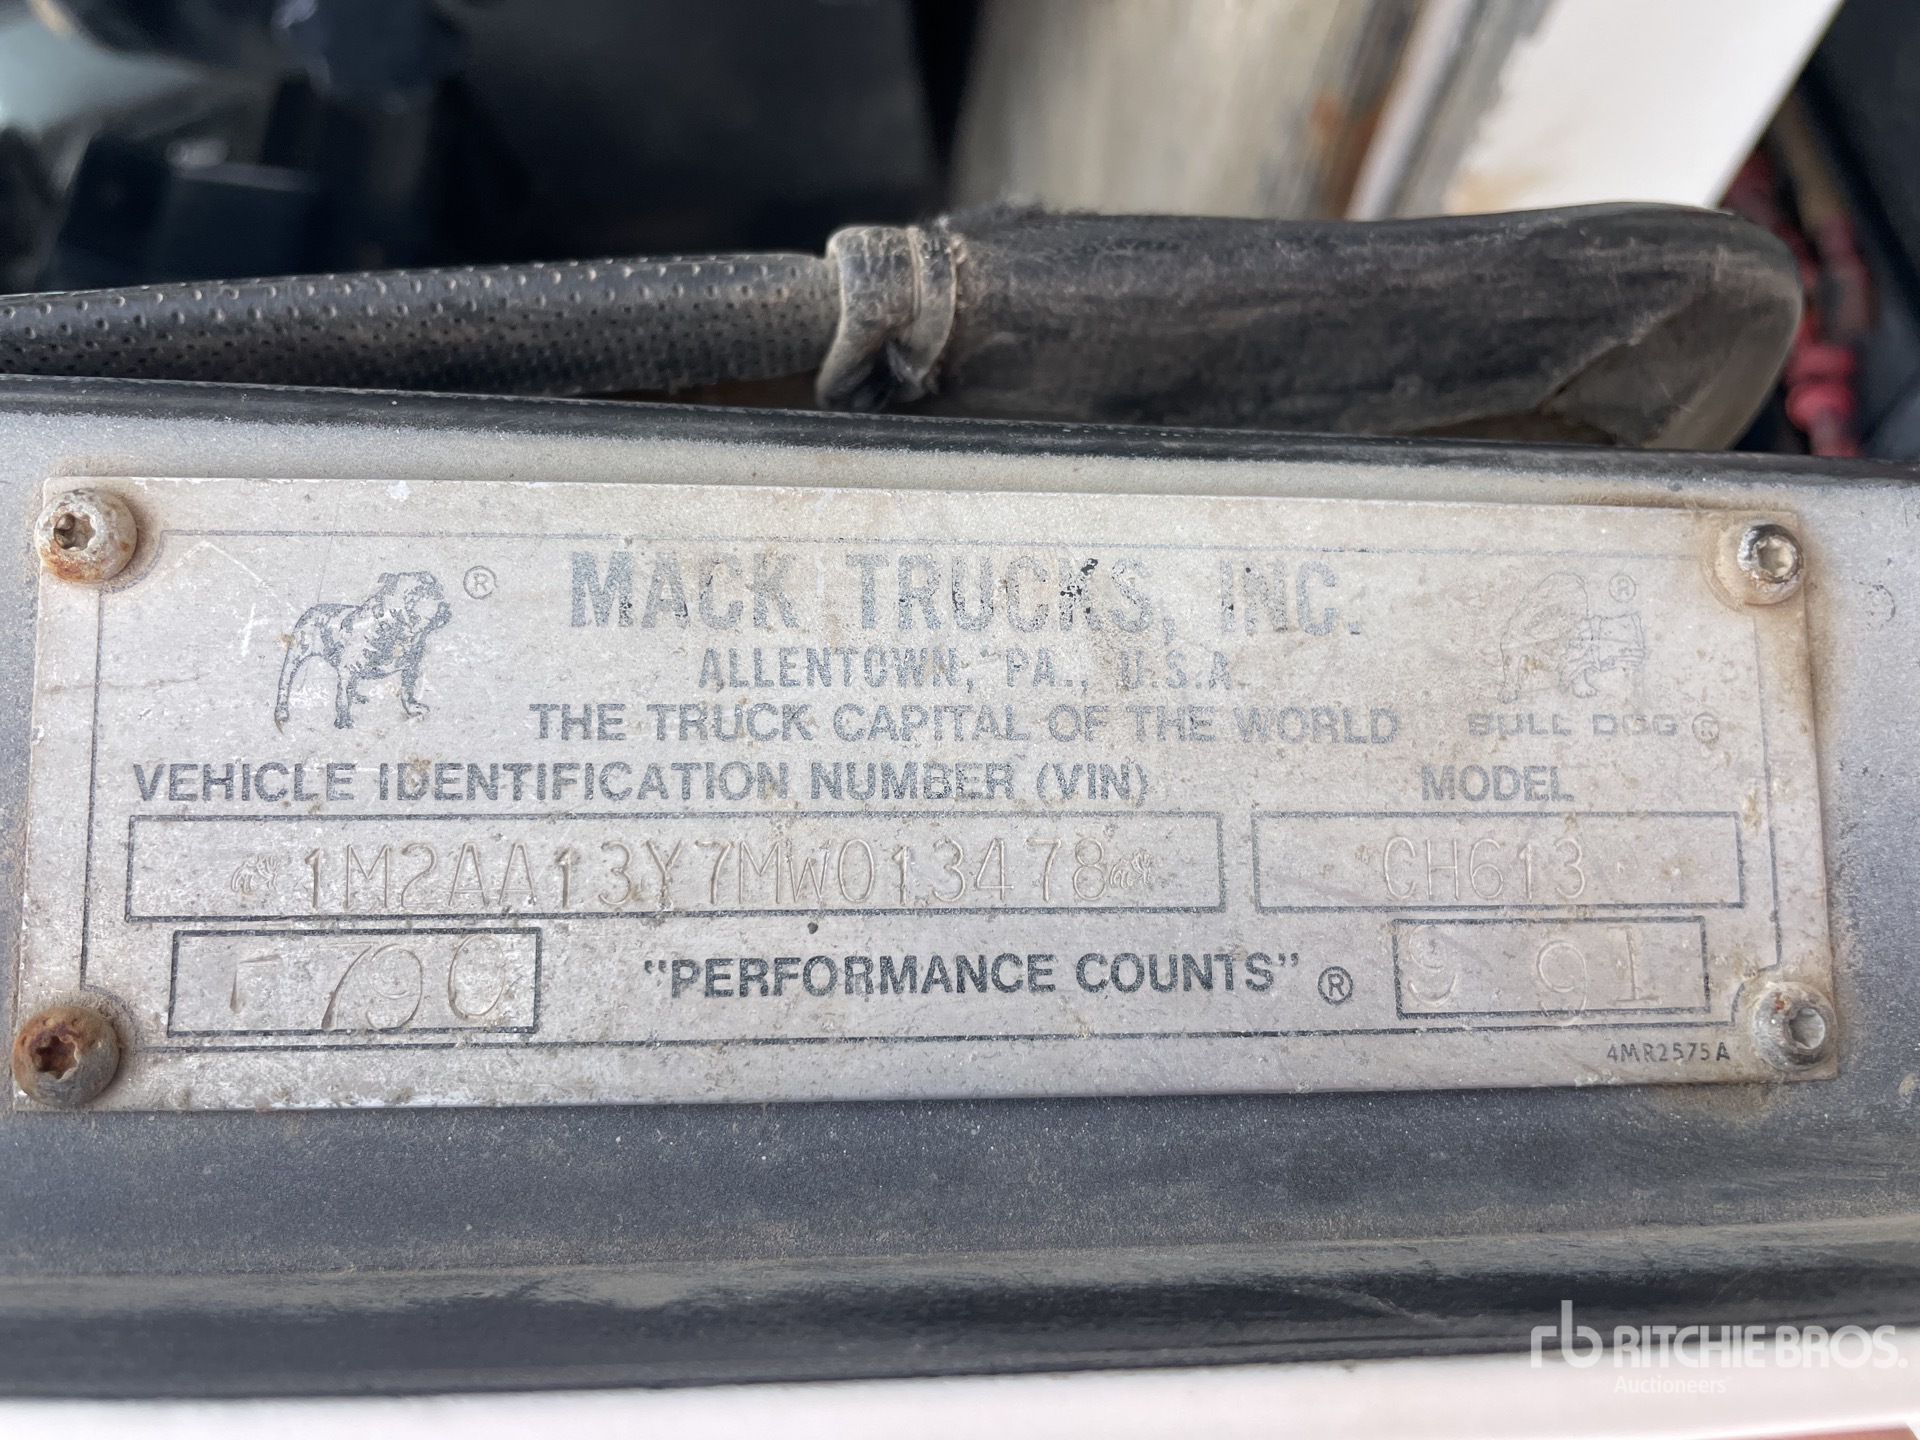 ® MACK TRUCKS, INC. ®
ALLENTOWN, PA., U.S.A.
THE TRUCK CAPITAL OF THE WORLD BULL DOG ®
VEHICLE IDENTIFICATION NUMBER (VIN) MODEL
1M2AA13Y7MW013478 CH613
790 "PERFORMANCE COUNTS" ® 9 91
4MR2575A
rb RITCHIE BROS.
Auctioneers